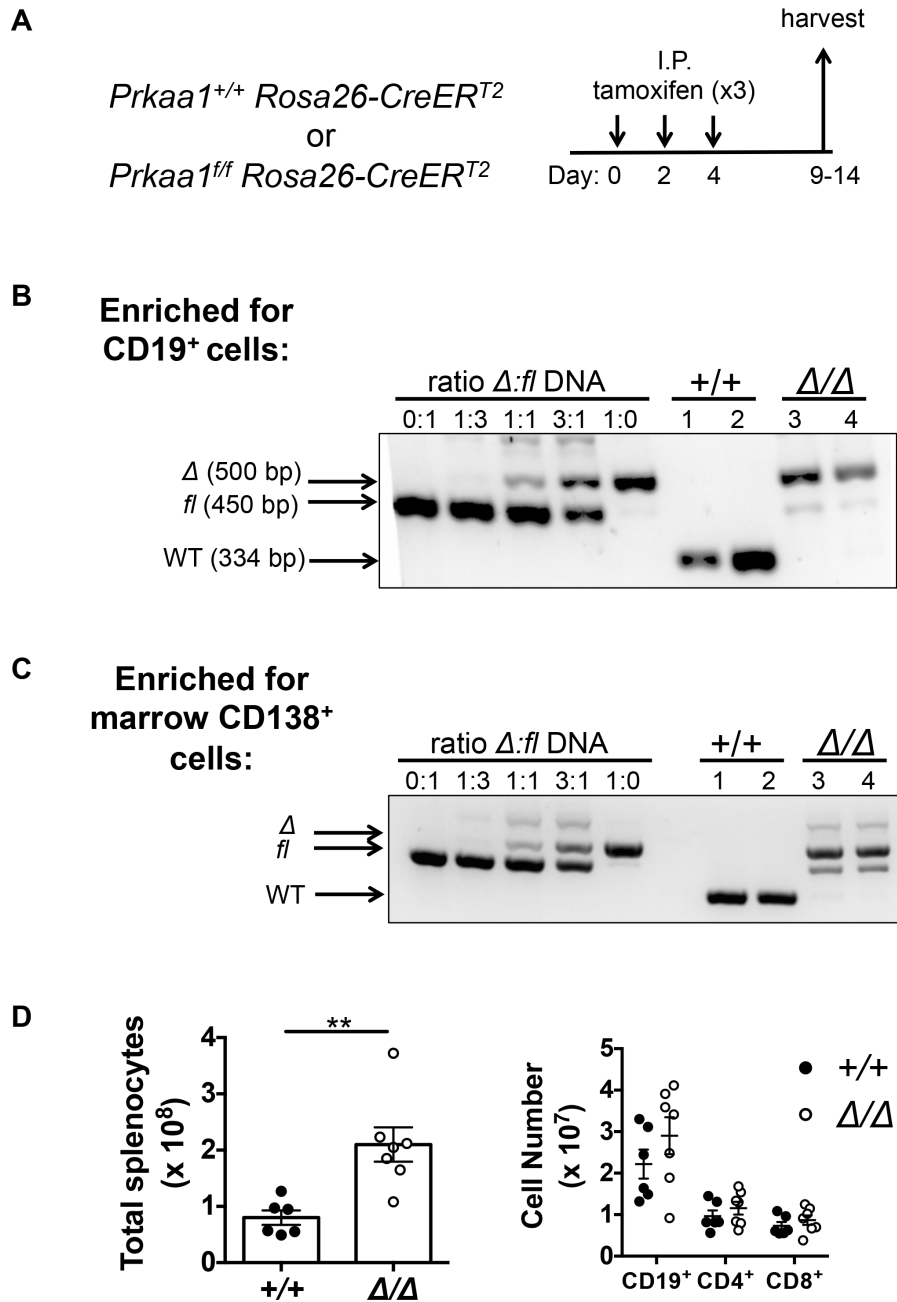 A
Prkaa1+/+ Rosa26-CreERT2
or
Prkaa1f/f Rosa26-CreERT2
harvest
I.P.
tamoxifen (x3)
Day: 0 2 4 9-14
B
Enriched for
CD19+ cells:
ratio Δ:fl DNA +/+ Δ/Δ
0:1 1:3 1:1 3:1 1:0 1 2 3 4
Δ (500 bp)
fl (450 bp)
WT (334 bp)
C
Enriched for
marrow CD138+
cells:
ratio Δ:fl DNA +/+ Δ/Δ
0:1 1:3 1:1 3:1 1:0 1 2 3 4
Δ
fl
WT
D
Total splenocytes
(x 10⁸)
4
3
2
1
0
**
+/+ Δ/Δ
Cell Number
(x 10⁷)
5
4
3
2
1
0
CD19+ CD4+ CD8+
+/+
Δ/Δ